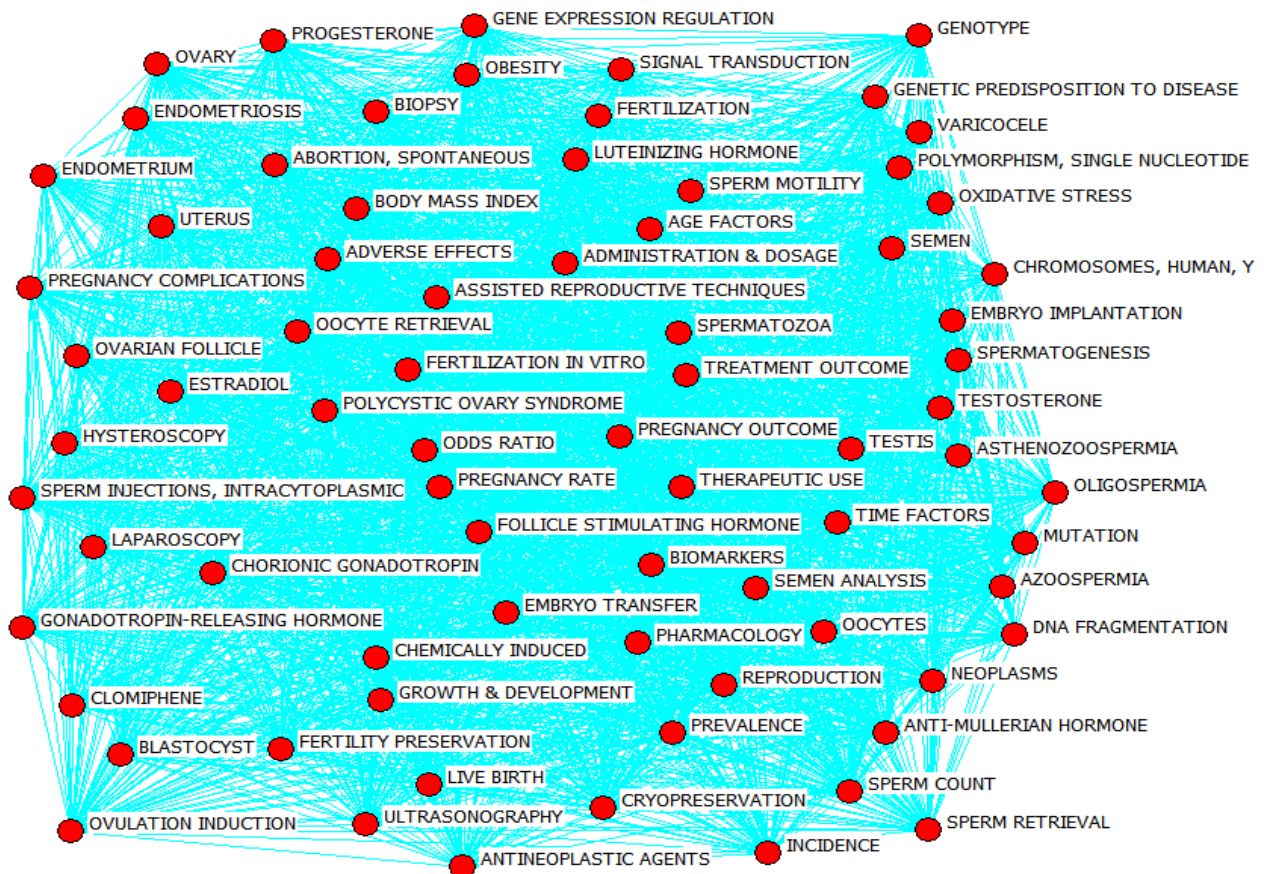 GENE EXPRESSION REGULATION
GENOTYPE
PROGESTERONE
OVARY
SIGNAL TRANSDUCTION
OBESITY
GENETIC PREDISPOSITION TO DISEASE
BIOPSY
FERTILIZATION
ENDOMETRIOSIS
VARICOCELE
ABORTION, SPONTANEOUS
LUTEINIZING HORMONE
POLYMORPHISM, SINGLE NUCLEOTIDE
ENDOMETRIUM
SPERM MOTILITY
OXIDATIVE STRESS
BODY MASS INDEX
UTERUS
AGE FACTORS
SEMEN
ADVERSE EFFECTS
ADMINISTRATION & DOSAGE
CHROMOSOMES, HUMAN, Y
PREGNANCY COMPLICATIONS
ASSISTED REPRODUCTIVE TECHNIQUES
EMBRYO IMPLANTATION
OOCYTE RETRIEVAL
SPERMATOZOA
OVARIAN FOLLICLE
SPERMATOGENESIS
FERTILIZATION IN VITRO
TREATMENT OUTCOME
ESTRADIOL
POLYCYSTIC OVARY SYNDROME
TESTOSTERONE
HYSTEROSCOPY
PREGNANCY OUTCOME
ODDS RATIO
TESTIS
ASTHENOZOOSPERMIA
SPERM INJECTIONS, INTRACYTOPLASMIC
PREGNANCY RATE
THERAPEUTIC USE
OLIGOSPERMIA
FOLLICLE STIMULATING HORMONE
TIME FACTORS
MUTATION
LAPAROSCOPY
CHORIONIC GONADOTROPIN
BIOMARKERS
SEMEN ANALYSIS
AZOOSPERMIA
EMBRYO TRANSFER
GONADOTROPIN-RELEASING HORMONE
PHARMACOLOGY
OOCYTES
DNA FRAGMENTATION
CHEMICALLY INDUCED
REPRODUCTION
NEOPLASMS
CLOMIPHENE
GROWTH & DEVELOPMENT
PREVALENCE
ANTI-MULLERIAN HORMONE
BLASTOCYST
FERTILITY PRESERVATION
LIVE BIRTH
SPERM COUNT
CRYOPRESERVATION
OVULATION INDUCTION
ULTRASONOGRAPHY
SPERM RETRIEVAL
INCIDENCE
ANTINEOPLASTIC AGENTS